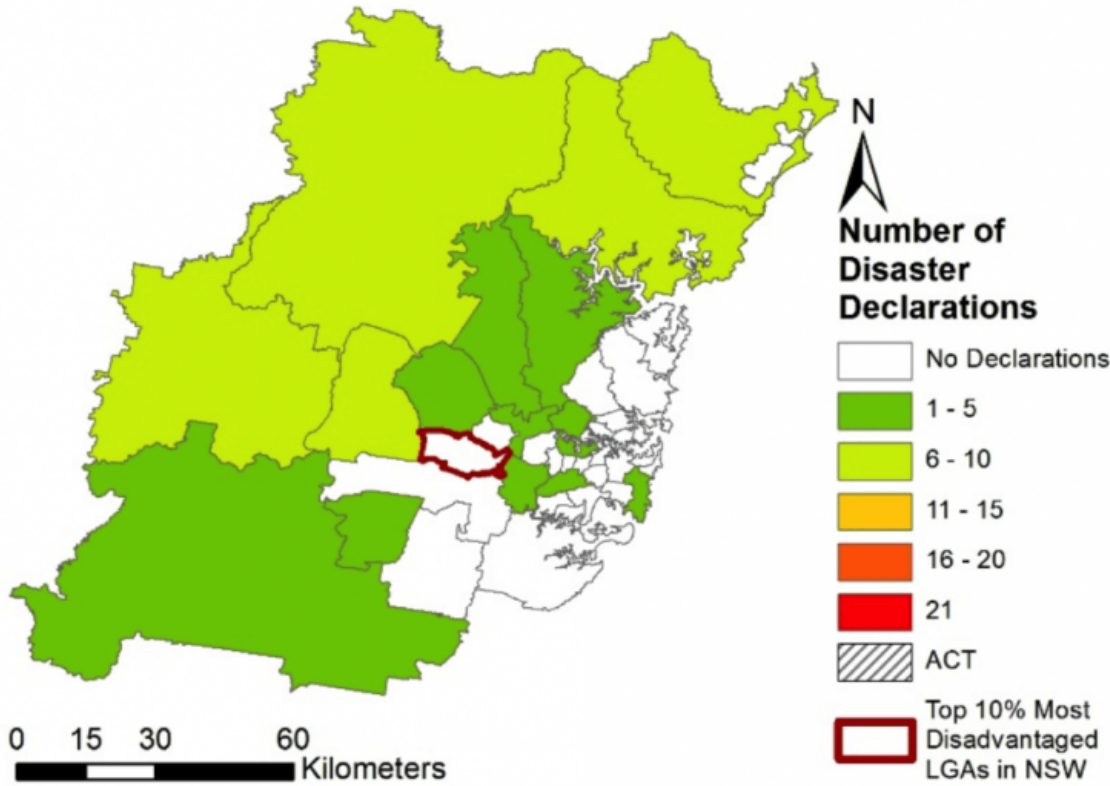 N
Number of
Disaster
Declarations
No Declarations
1 - 5
6 - 10
11 - 15
16 - 20
21
ACT
Top 10% Most
Disadvantaged
LGAs in NSW
0 15 30 60
Kilometers